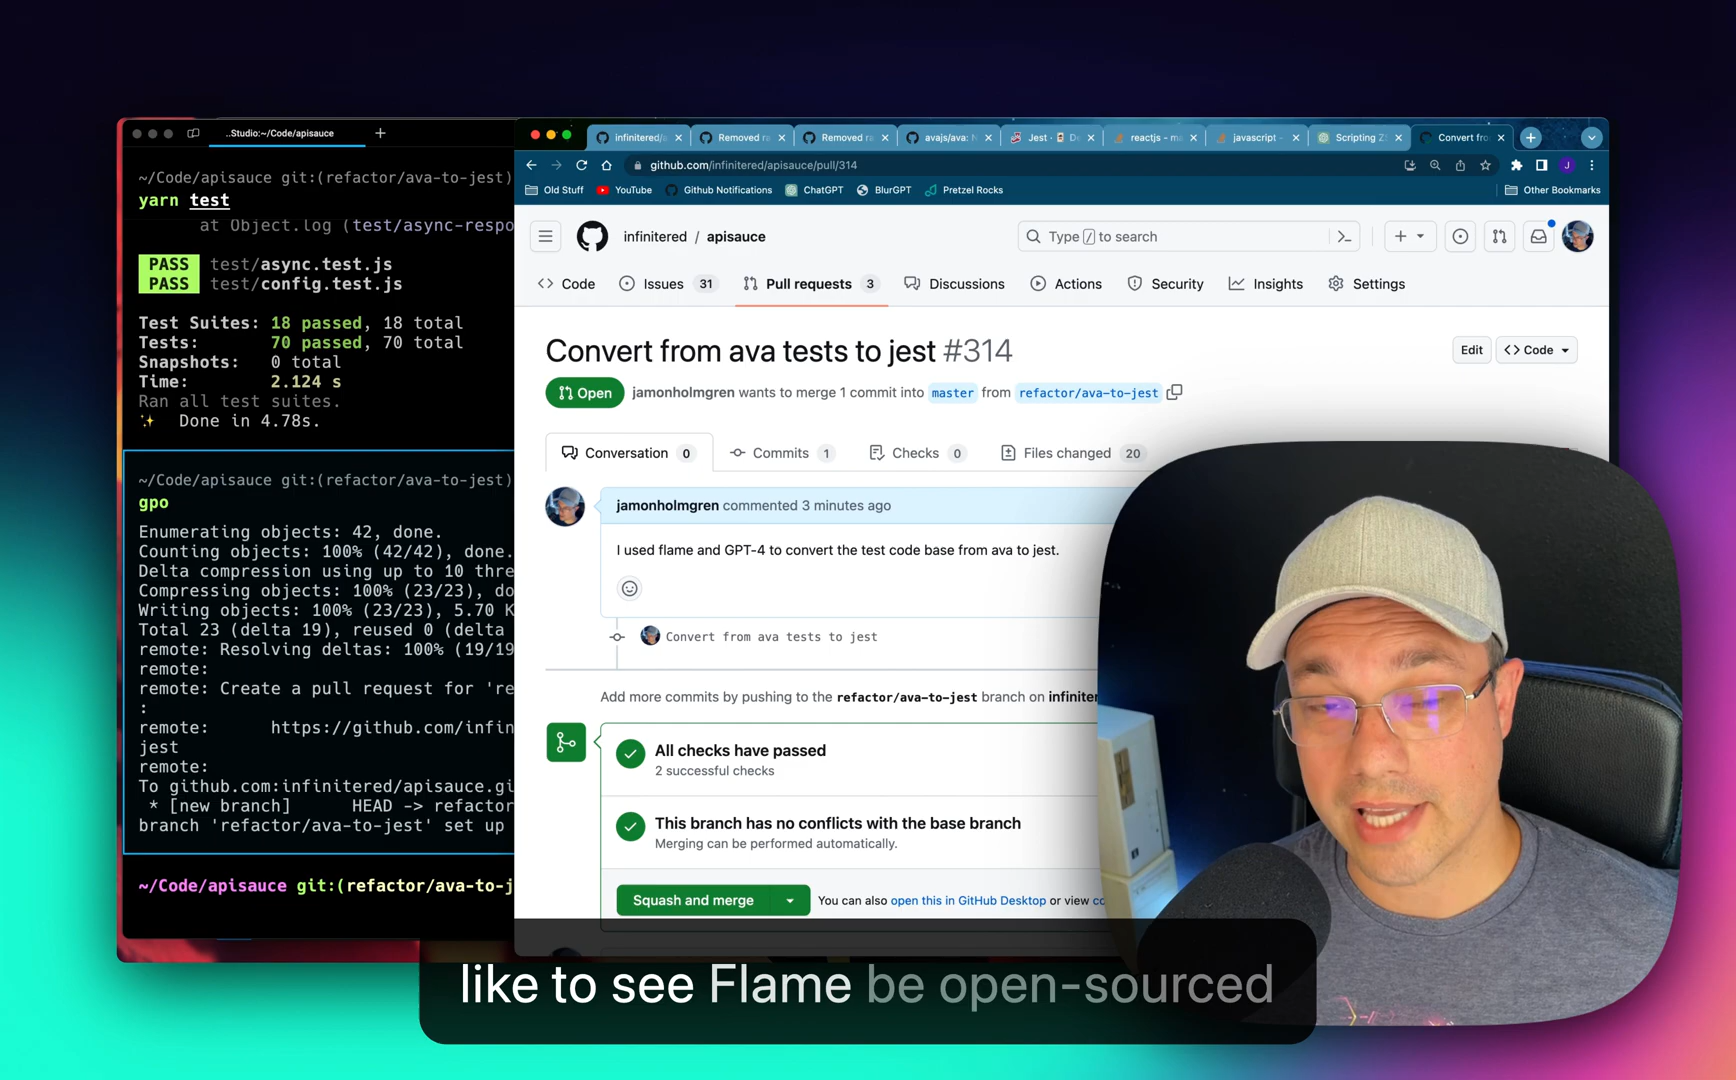 ..Studio:~/Code/apisauce
~/Code/apisauce git:(refactor/ava-to-jest)
yarn test
at Object.log (test/async-respo
PASS test/async.test.js
PASS test/config.test.js
Test Suites: 18 passed, 18 total
Tests: 70 passed, 70 total
Snapshots: 0 total
Time: 2.124 s
Ran all test suites.
✨ Done in 4.78s.
~/Code/apisauce git:(refactor/ava-to-jest)
gpo
Enumerating objects: 42, done.
Counting objects: 100% (42/42), done.
Delta compression using up to 10 thre
Compressing objects: 100% (23/23), do
Writing objects: 100% (23/23), 5.70 K
Total 23 (delta 19), reused 0 (delta
remote: Resolving deltas: 100% (19/19
remote:
remote: Create a pull request for 're
:
remote: https://github.com/infin
jest
remote:
To github.com:infinitered/apisauce.gi
* [new branch] HEAD -> refactor
branch 'refactor/ava-to-jest' set up
~/Code/apisauce git:(refactor/ava-to-j
infinitered/a
Removed ra
Removed ra
avajs/ava: N
Jest · 🃏 De
reactjs - ma
javascript -
Scripting Z
Convert fro
github.com/infinitered/apisauce/pull/314
J
Old Stuff YouTube Github Notifications ChatGPT BlurGPT Pretzel Rocks Other Bookmarks
infinitered / apisauce
Type / to search
Code Issues 31 Pull requests 3 Discussions Actions Security Insights Settings
Convert from ava tests to jest #314
Edit <> Code
Open jamonholmgren wants to merge 1 commit into master from refactor/ava-to-jest
Conversation 0 Commits 1 Checks 0 Files changed 20
jamonholmgren commented 3 minutes ago
I used flame and GPT-4 to convert the test code base from ava to jest.
Convert from ava tests to jest
Add more commits by pushing to the refactor/ava-to-jest branch on infiniter
All checks have passed
2 successful checks
This branch has no conflicts with the base branch
Merging can be performed automatically.
Squash and merge You can also open this in GitHub Desktop or view co
like to see Flame be open-sourced